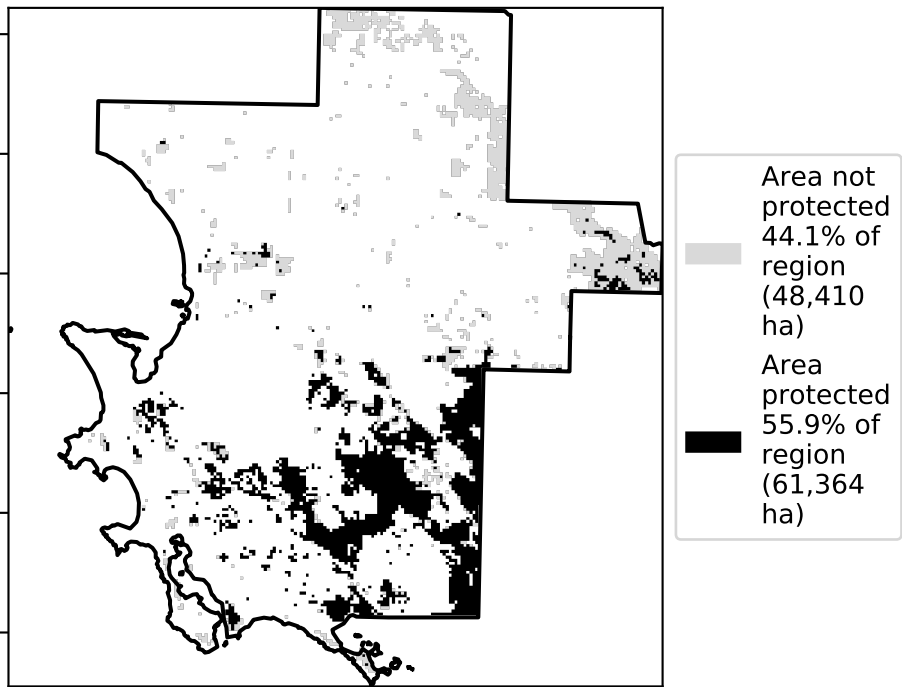 Area not
protected
44.1% of
region
(48,410
ha)
Area
protected
55.9% of
region
(61,364
ha)